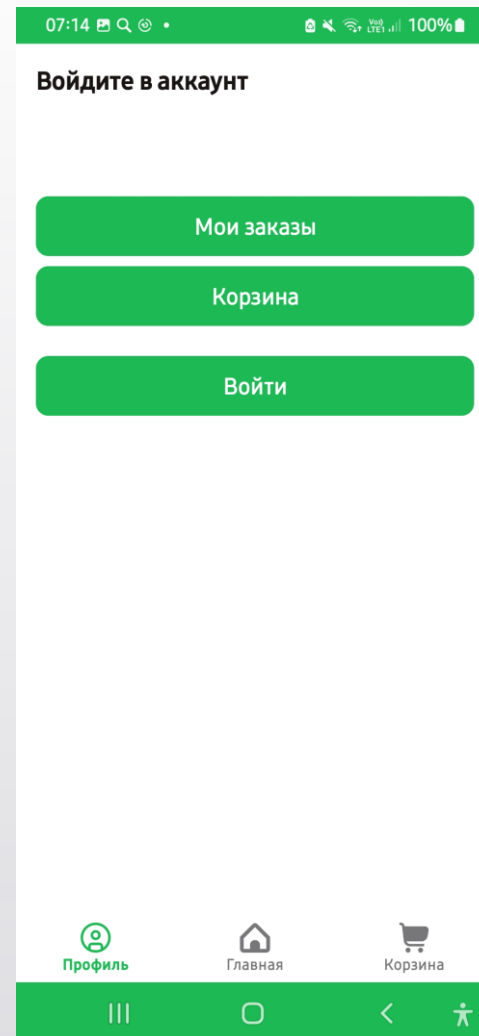 07:14 100%
Войдите в аккаунт
Мои заказы
Корзина
Войти
Профиль Главная Корзина